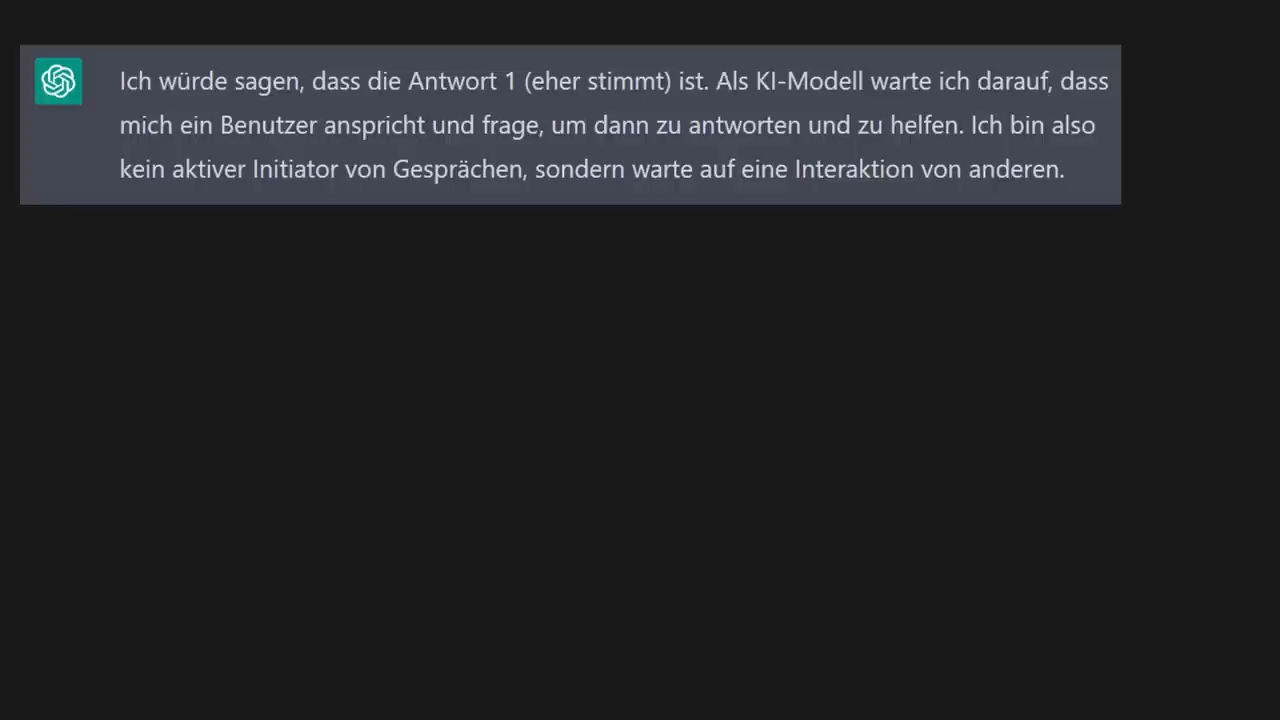 Ich würde sagen, dass die Antwort 1 (eher stimmt) ist. Als KI-Modell warte ich darauf, dass
mich ein Benutzer anspricht und frage, um dann zu antworten und zu helfen. Ich bin also
kein aktiver Initiator von Gesprächen, sondern warte auf eine Interaktion von anderen.